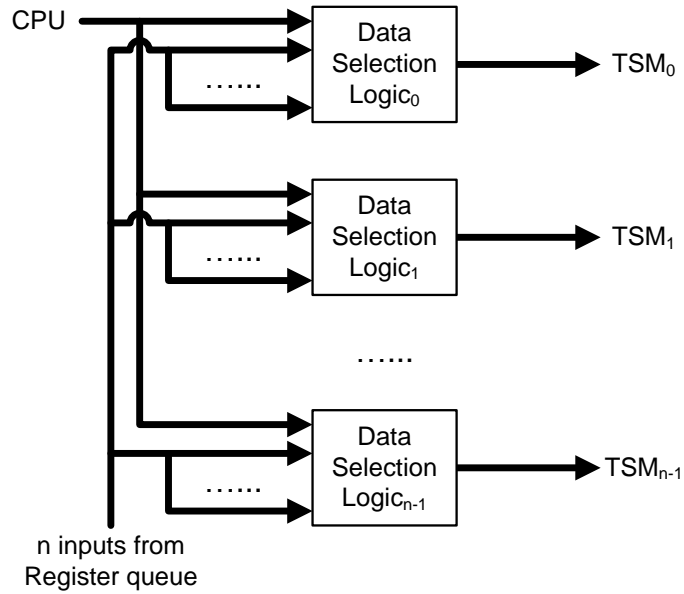 CPU
Data
Selection
Logic₀
TSM₀
......
Data
Selection
Logic₁
TSM₁
......
......
Data
Selection
Logicₙ₋₁
TSMₙ₋₁
......
n inputs from
Register queue